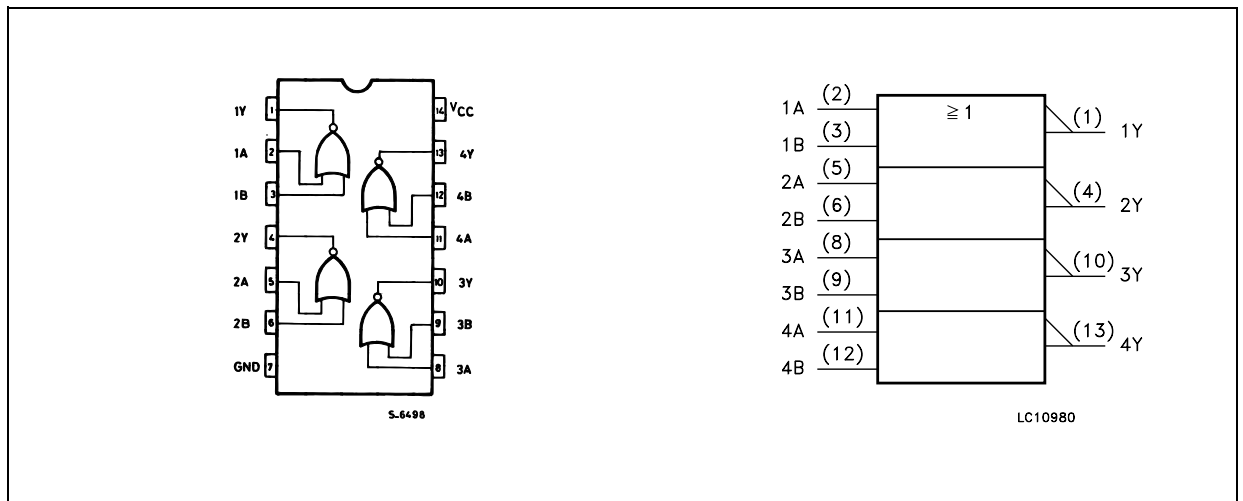 1Y 1 14 VCC
1A 2 13 4Y
1B 3 12 4B
2Y 4 11 4A
2A 5 10 3Y
2B 6 9 3B
GND 7 8 3A
S-6498
1A (2) ≧1 (1) 1Y
1B (3)
2A (5) (4) 2Y
2B (6)
3A (8) (10) 3Y
3B (9)
4A (11) (13) 4Y
4B (12)
LC10980